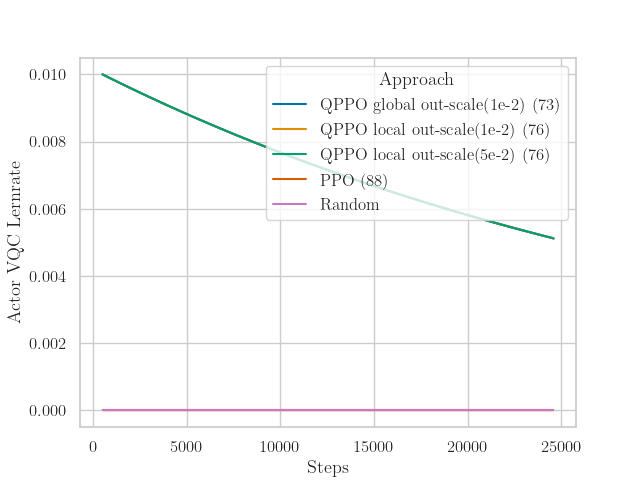 Approach
QPPO global out-scale(1e-2) (73)
QPPO local out-scale(1e-2) (76)
QPPO local out-scale(5e-2) (76)
PPO (88)
Random
Actor VQC Lernrate
0.010
0.008
0.006
0.004
0.002
0.000
0 5000 10000 15000 20000 25000
Steps